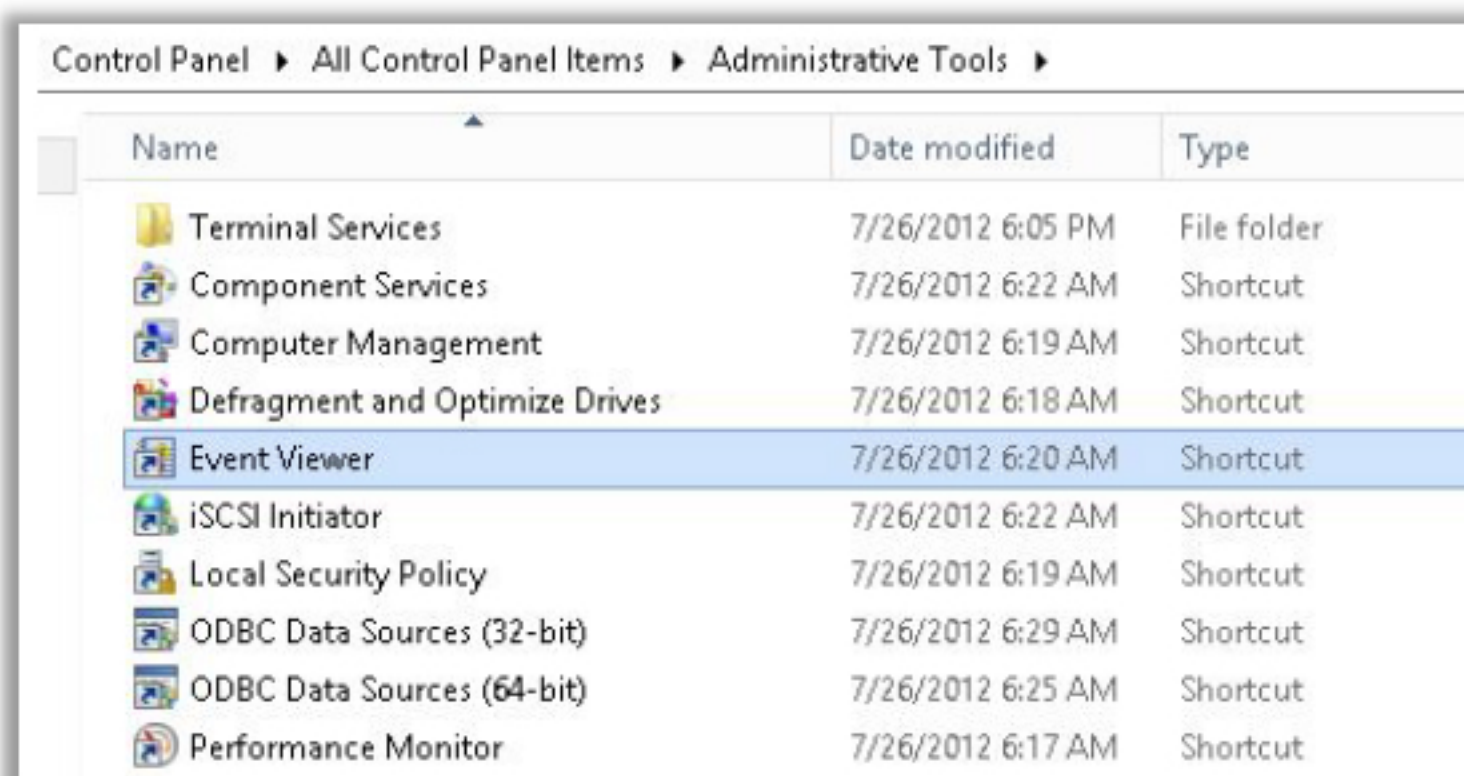 Control Panel ▸ All Control Panel Items ▸ Administrative Tools ▸
Name Date modified Type
Terminal Services 7/26/2012 6:05 PM File folder
Component Services 7/26/2012 6:22 AM Shortcut
Computer Management 7/26/2012 6:19 AM Shortcut
Defragment and Optimize Drives 7/26/2012 6:18 AM Shortcut
Event Viewer 7/26/2012 6:20 AM Shortcut
iSCSI Initiator 7/26/2012 6:22 AM Shortcut
Local Security Policy 7/26/2012 6:19 AM Shortcut
ODBC Data Sources (32-bit) 7/26/2012 6:29 AM Shortcut
ODBC Data Sources (64-bit) 7/26/2012 6:25 AM Shortcut
Performance Monitor 7/26/2012 6:17 AM Shortcut